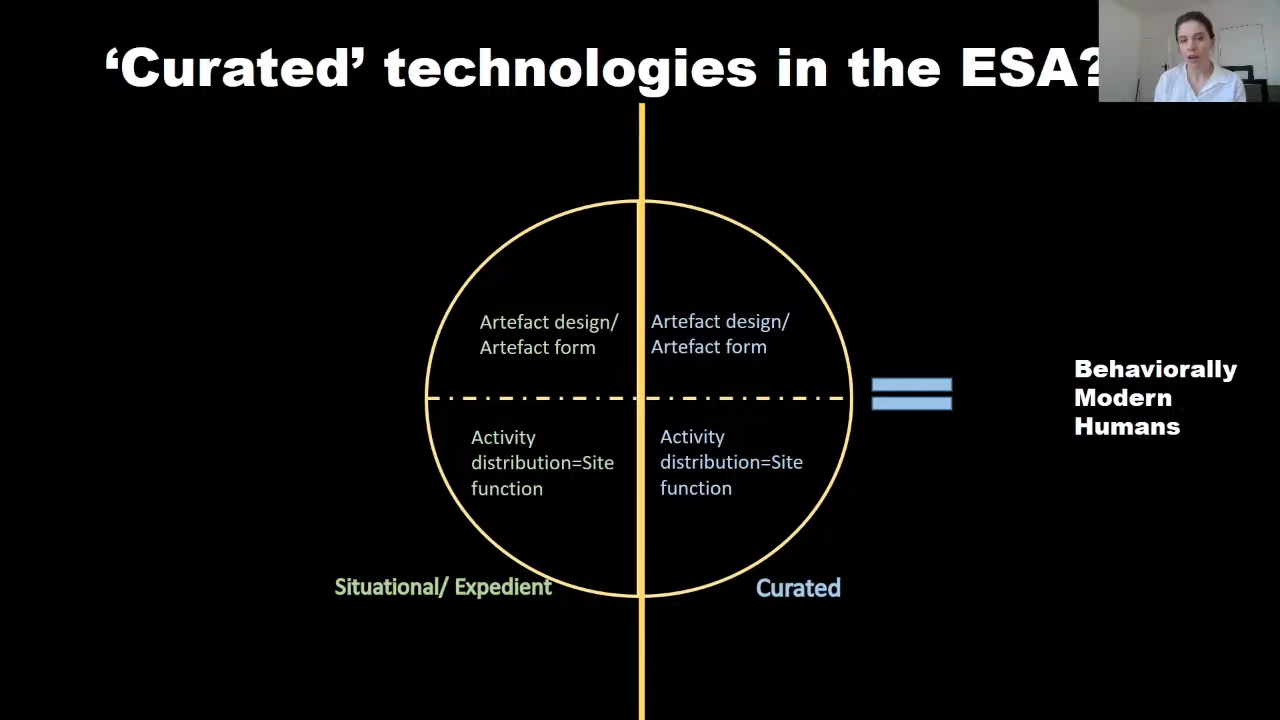 ‘Curated’ technologies in the ESA?
Artefact design/
Artefact form
Artefact design/
Artefact form
Activity
distribution=Site
function
Activity
distribution=Site
function
Behaviorally
Modern
Humans
Situational/ Expedient
Curated